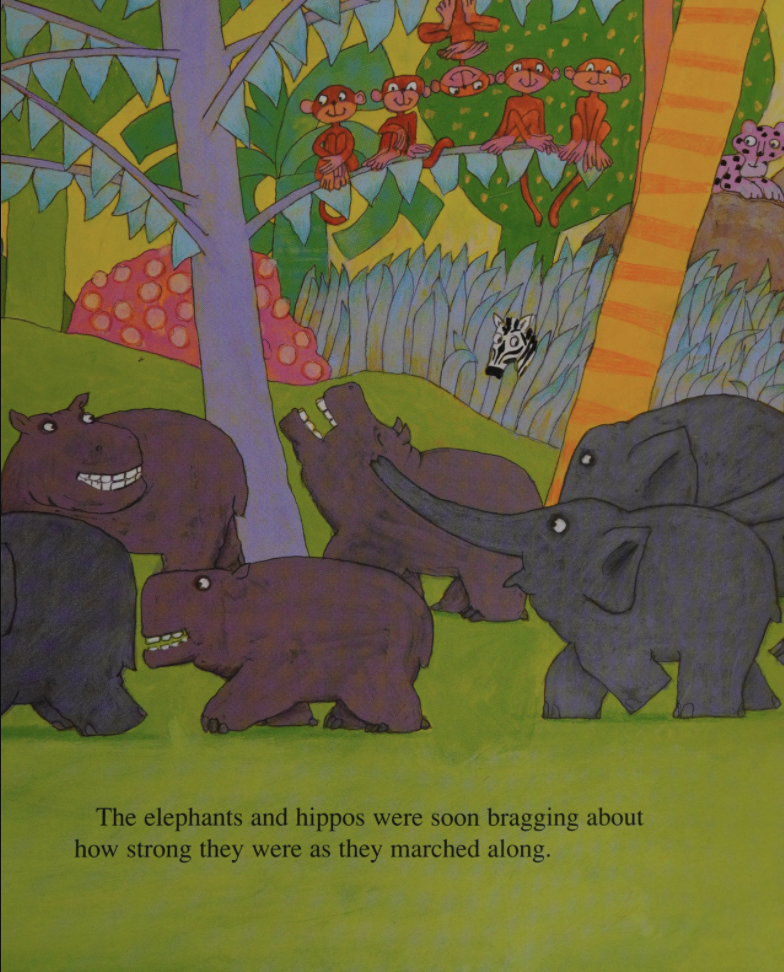 The elephants and hippos were soon bragging about
how strong they were as they marched along.